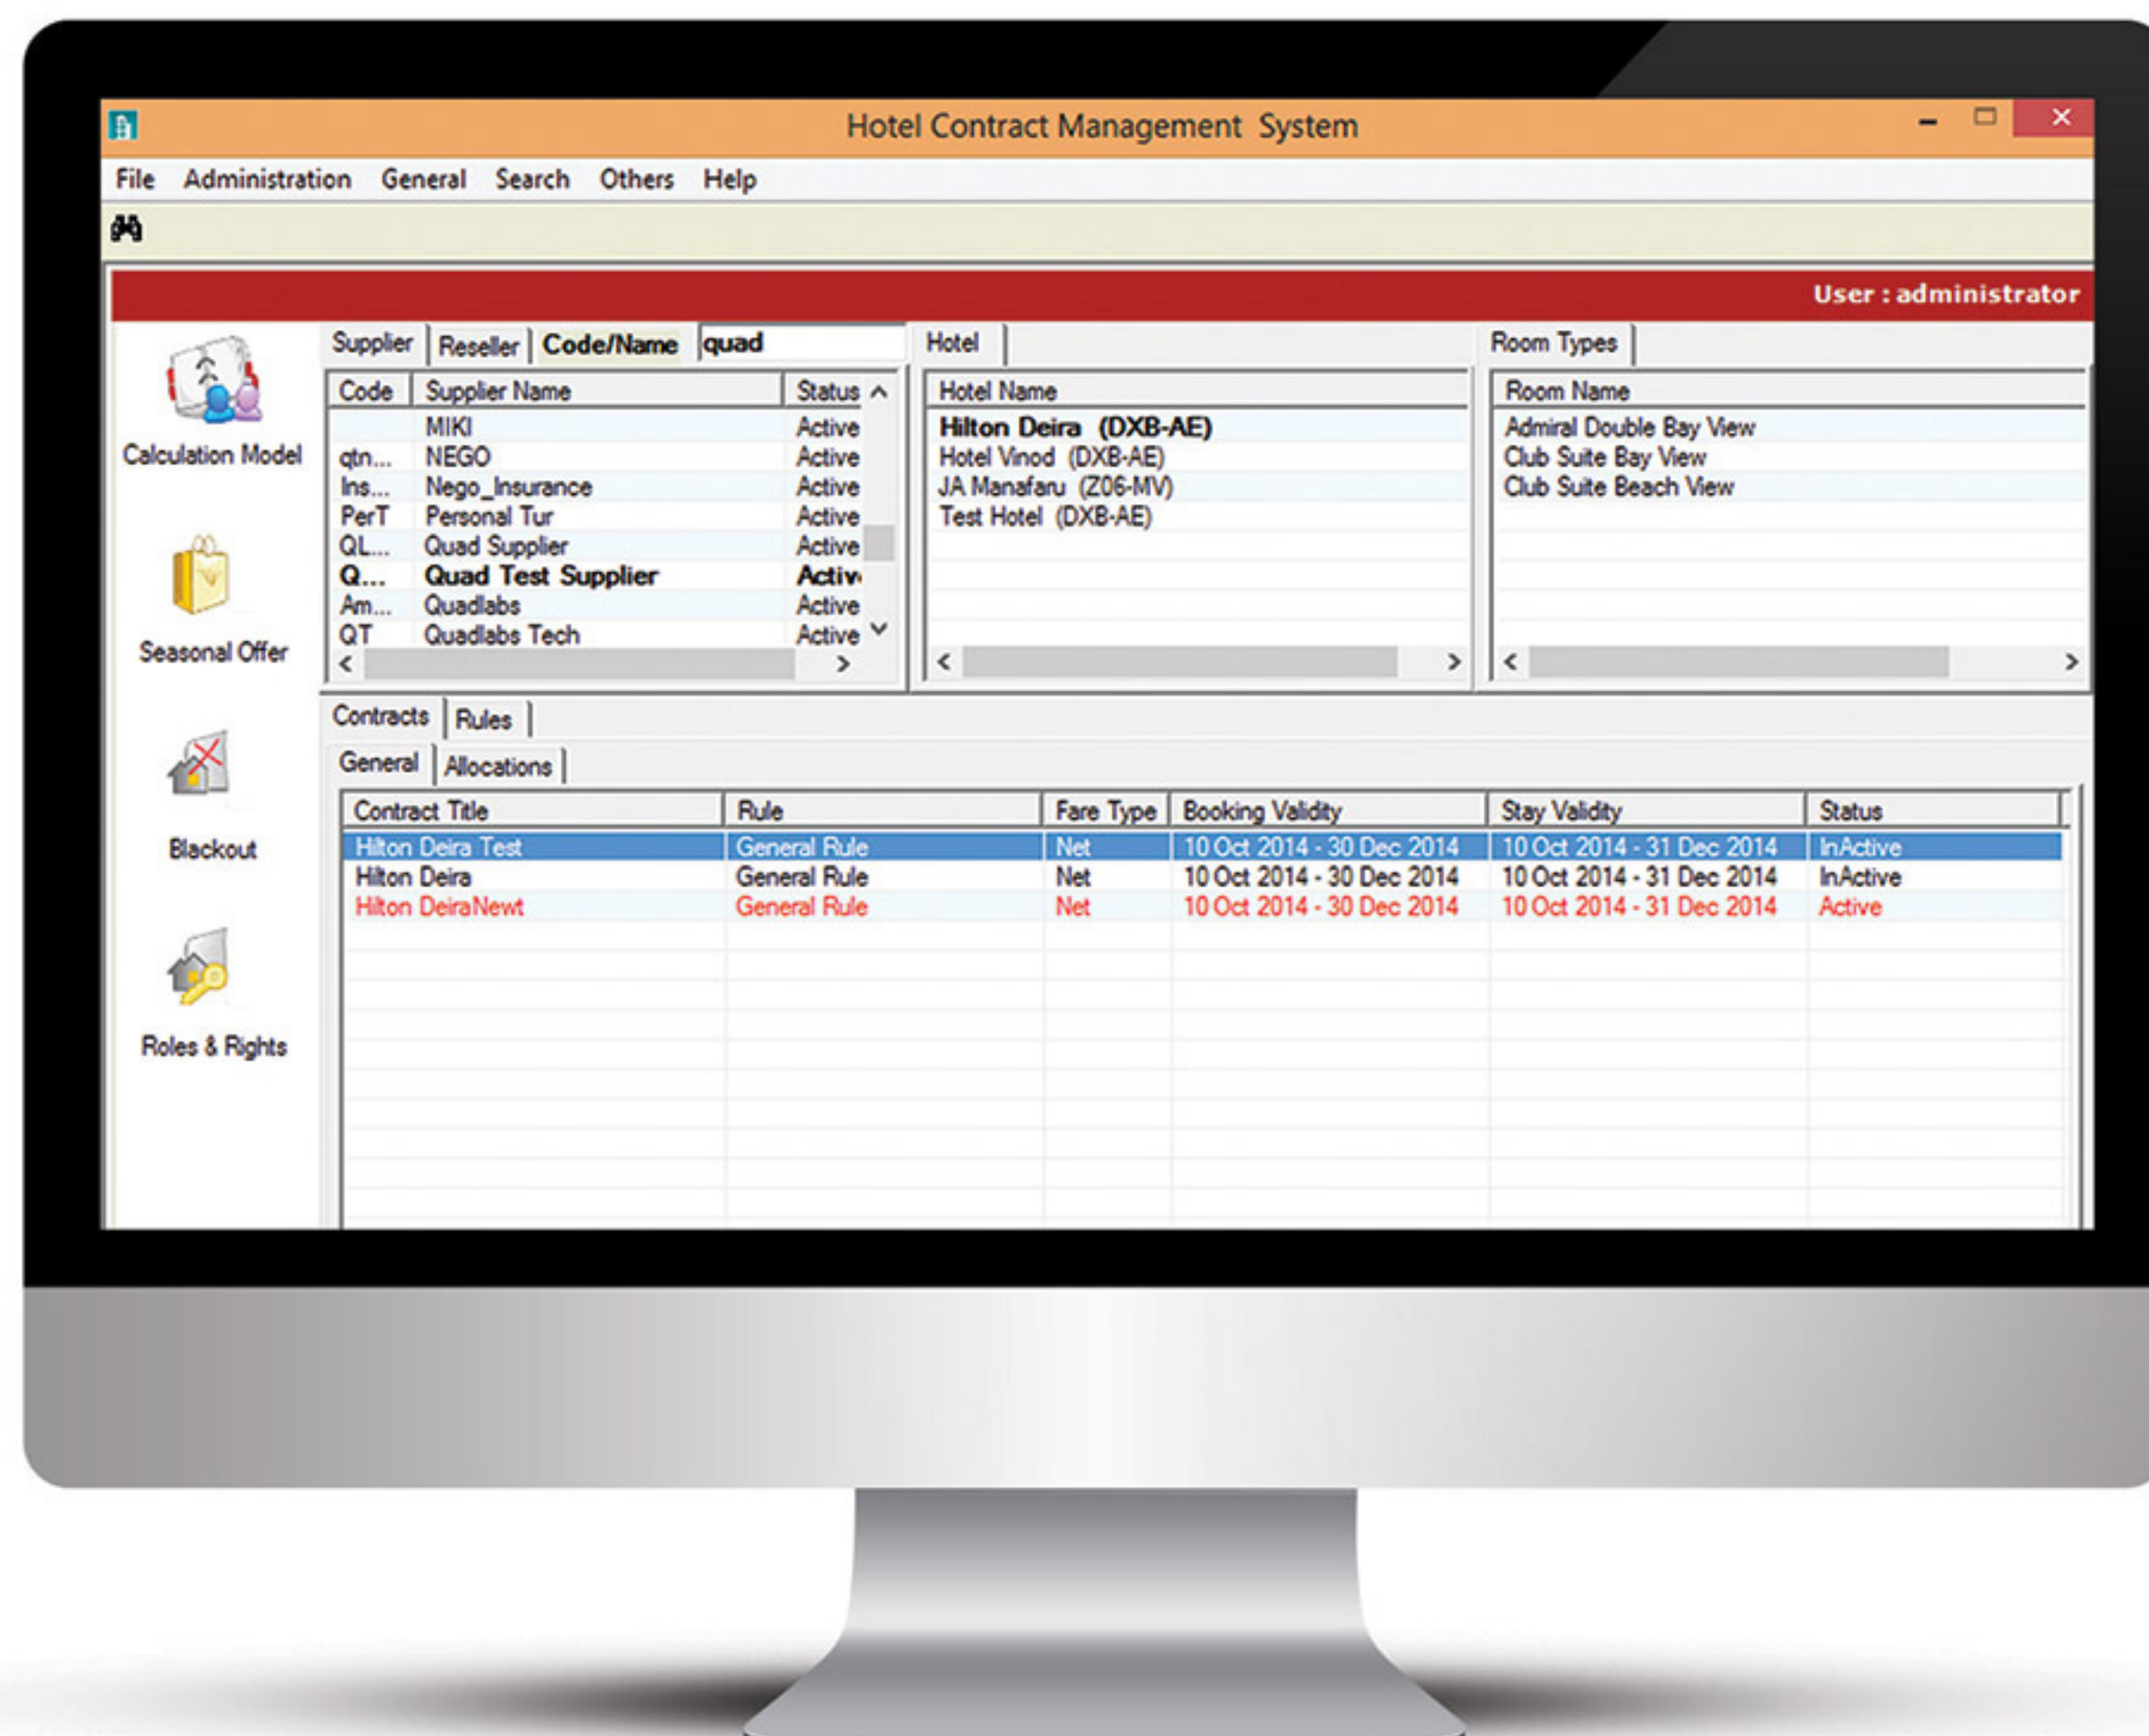 Hotel Contract Management System
File Administration General Search Others Help
User : administrator
Calculation Model
Seasonal Offer
Blackout
Roles & Rights
Supplier Reseller Code/Name quad
Code Supplier Name Status
MIKI Active
qtn... NEGO Active
Ins... Nego_Insurance Active
PerT Personal Tur Active
QL... Quad Supplier Active
Q... Quad Test Supplier Activ
Am... Quadlabs Active
QT Quadlabs Tech Active
Hotel
Hotel Name
Hilton Deira (DXB-AE)
Hotel Vinod (DXB-AE)
JA Manafaru (Z06-MV)
Test Hotel (DXB-AE)
Room Types
Room Name
Admiral Double Bay View
Club Suite Bay View
Club Suite Beach View
Contracts Rules
General Allocations
Contract Title Rule Fare Type Booking Validity Stay Validity Status
Hilton Deira Test General Rule Net 10 Oct 2014 - 30 Dec 2014 10 Oct 2014 - 31 Dec 2014 InActive
Hilton Deira General Rule Net 10 Oct 2014 - 30 Dec 2014 10 Oct 2014 - 31 Dec 2014 InActive
Hilton DeiraNewt General Rule Net 10 Oct 2014 - 30 Dec 2014 10 Oct 2014 - 31 Dec 2014 Active